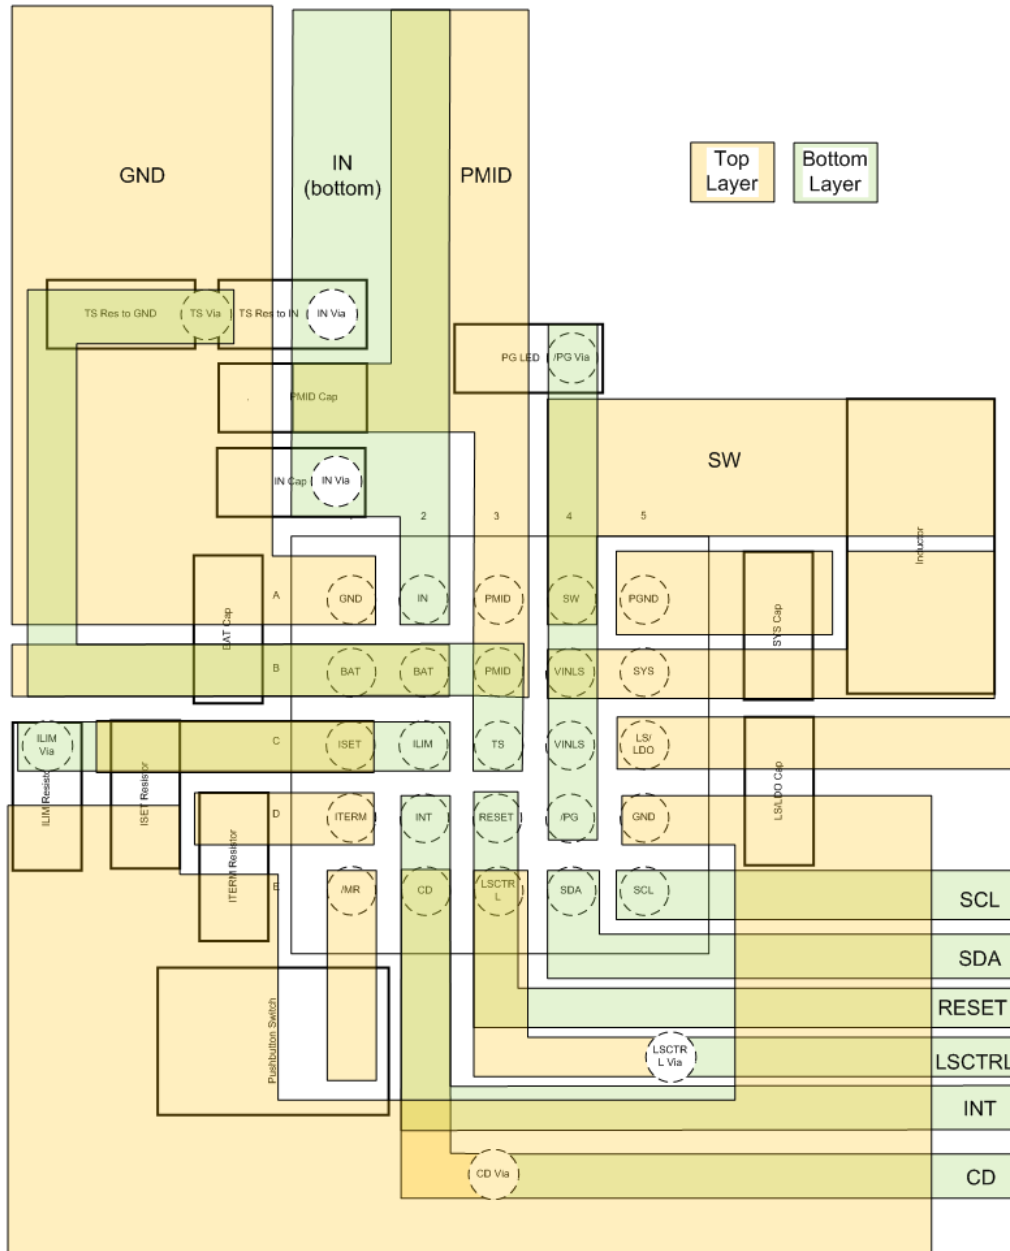 Top
Layer
Bottom
Layer
GND
IN
(bottom)
PMID
TS Res to GND
TS Via
TS Res to IN
IN Via
PG LED
/PG Via
PMID Cap
SW
IN Cap
IN Via
2
3
4
5
Inductor
A
GND
IN
PMID
SW
PGND
BAT Cap
SYS Cap
B
BAT
BAT
PMID
VINLS
SYS
ILIM
Via
C
ISET
ILIM
TS
VINLS
LS/
LDO
ILIM Resistor
ISET Resistor
LS/LDO Cap
D
ITERM
INT
RESET
/PG
GND
ITERM Resistor
E
/MR
CD
LSCTR
L
SDA
SCL
SCL
SDA
RESET
Pushbutton Switch
LSCTR
L Via
LSCTRL
INT
CD Via
CD